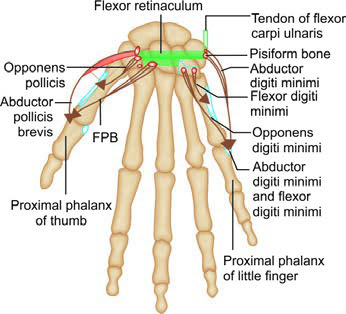 Flexor retinaculum
Tendon of flexor
carpi ulnaris
Pisiform bone
Abductor
digiti minimi
Flexor digiti
minimi
Opponens
digiti minimi
Abductor
digiti minimi
and flexor
digiti minimi
Proximal phalanx
of little finger
Opponens
pollicis
Abductor
pollicis
brevis
FPB
Proximal phalanx
of thumb